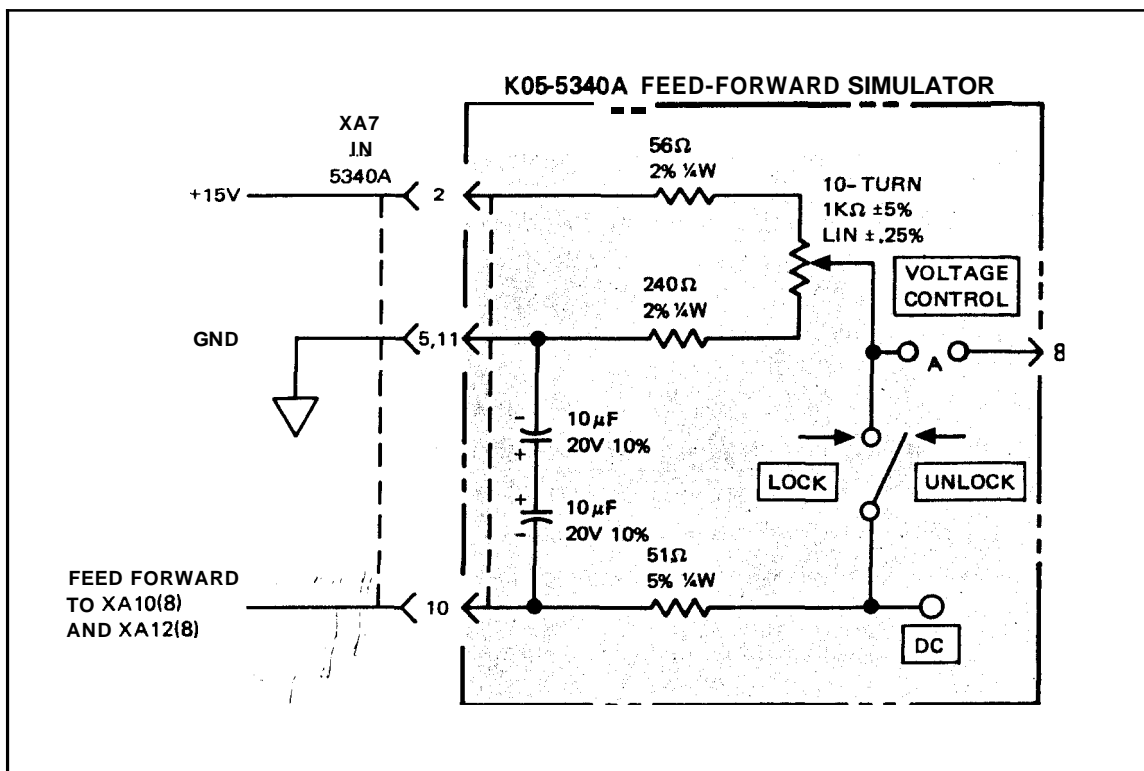 K05-5340A FEED-FORWARD SIMULATOR
XA7
IN
5340A
+15V
2
56Ω
2% ¼W
10-TURN
1KΩ ±5%
LIN ±.25%
VOLTAGE
CONTROL
240Ω
2% ¼W
GND
5,11
A
8
-
10µF
20V 10%
+
LOCK
UNLOCK
+
10µF
20V 10%
-
51Ω
5% ¼W
FEED FORWARD
TO XA10(8)
AND XA12(8)
10
DC